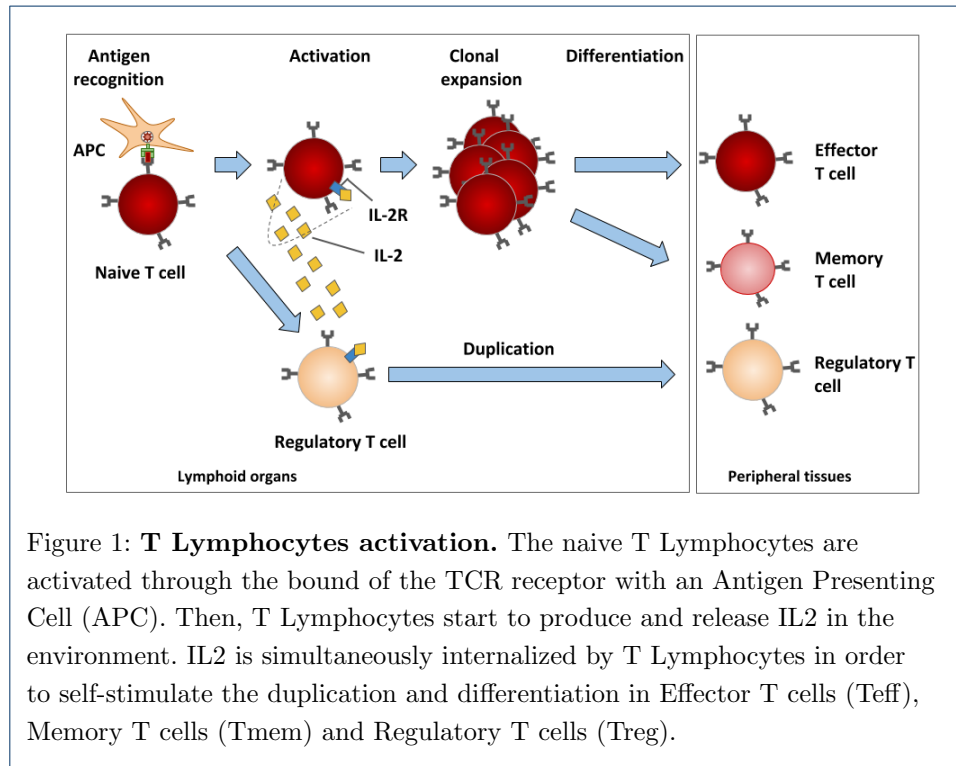 Antigen
recognition
Activation
Clonal
expansion
Differentiation
APC
Effector
T cell
IL-2R
IL-2
Naive T cell
Memory
T cell
Duplication
Regulatory T
cell
Regulatory T cell
Lymphoid organs
Peripheral tissues
Figure 1: T Lymphocytes activation. The naive T Lymphocytes are
activated through the bound of the TCR receptor with an Antigen Presenting
Cell (APC). Then, T Lymphocytes start to produce and release IL2 in the
environment. IL2 is simultaneously internalized by T Lymphocytes in order
to self-stimulate the duplication and differentiation in Effector T cells (Teff),
Memory T cells (Tmem) and Regulatory T cells (Treg).